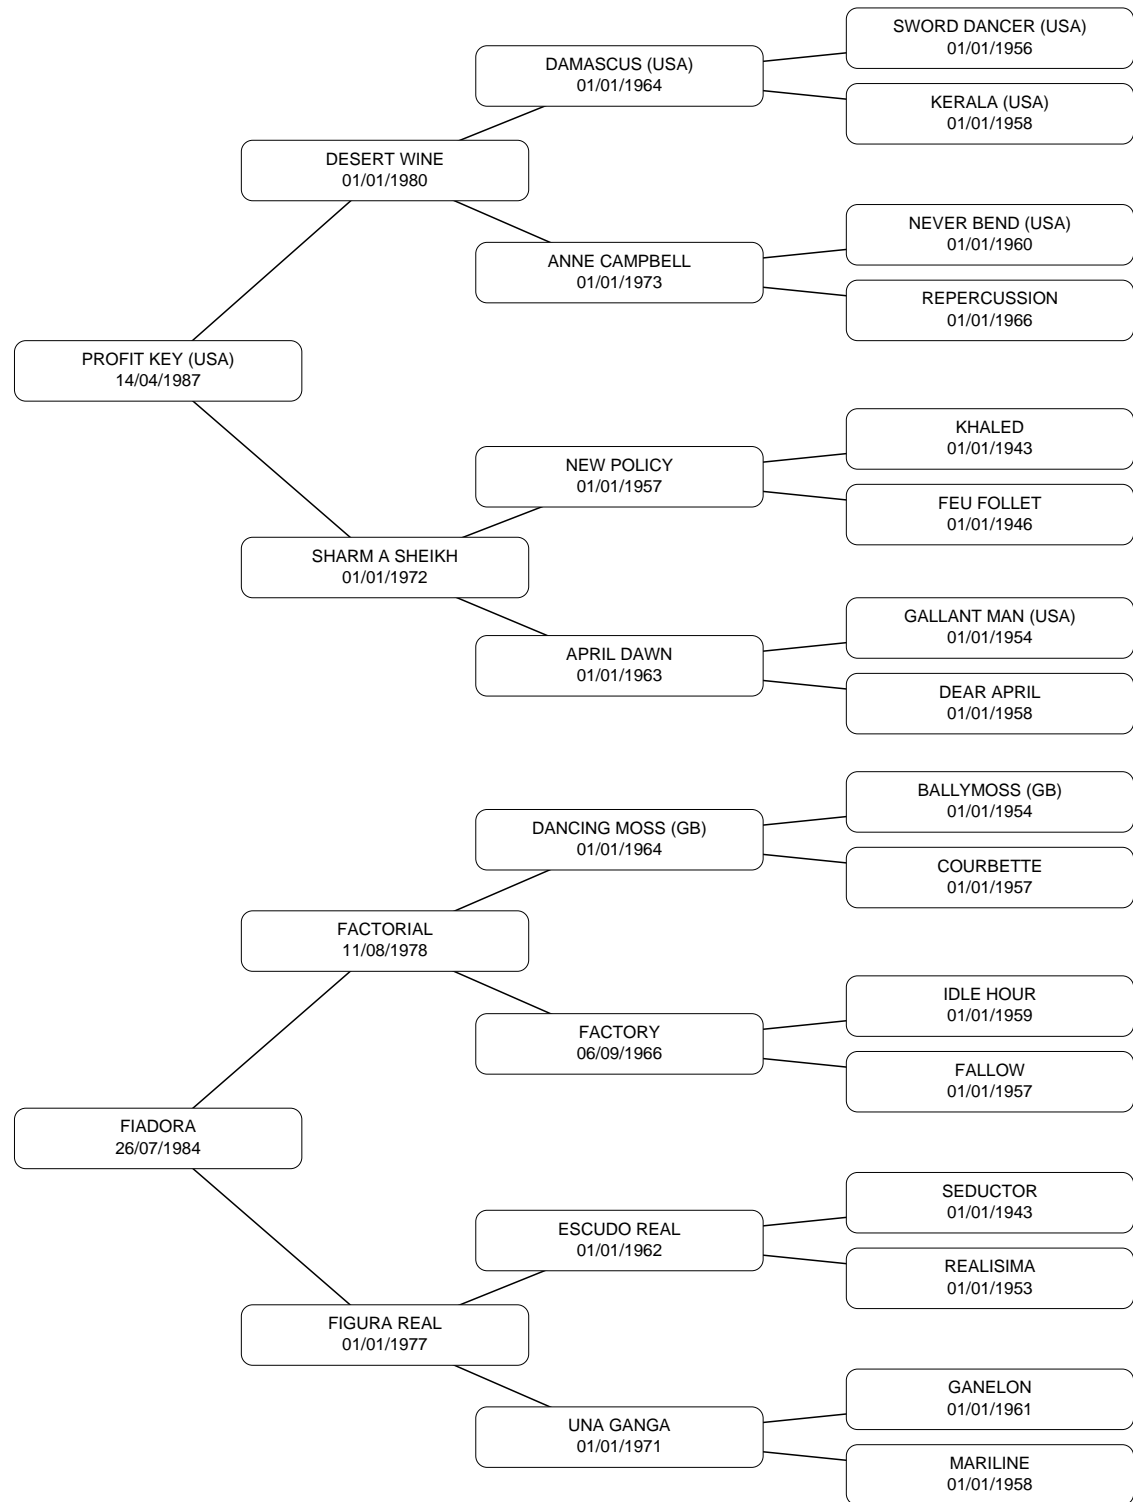 SWORD DANCER (USA)
01/01/1956
DAMASCUS (USA)
01/01/1964
KERALA (USA)
01/01/1958
DESERT WINE
01/01/1980
NEVER BEND (USA)
01/01/1960
ANNE CAMPBELL
01/01/1973
REPERCUSSION
01/01/1966
PROFIT KEY (USA)
14/04/1987
KHALED
01/01/1943
NEW POLICY
01/01/1957
FEU FOLLET
01/01/1946
SHARM A SHEIKH
01/01/1972
GALLANT MAN (USA)
01/01/1954
APRIL DAWN
01/01/1963
DEAR APRIL
01/01/1958
BALLYMOSS (GB)
01/01/1954
DANCING MOSS (GB)
01/01/1964
COURBETTE
01/01/1957
FACTORIAL
11/08/1978
IDLE HOUR
01/01/1959
FACTORY
06/09/1966
FALLOW
01/01/1957
FIADORA
26/07/1984
SEDUCTOR
01/01/1943
ESCUDO REAL
01/01/1962
REALISIMA
01/01/1953
FIGURA REAL
01/01/1977
GANELON
01/01/1961
UNA GANGA
01/01/1971
MARILINE
01/01/1958